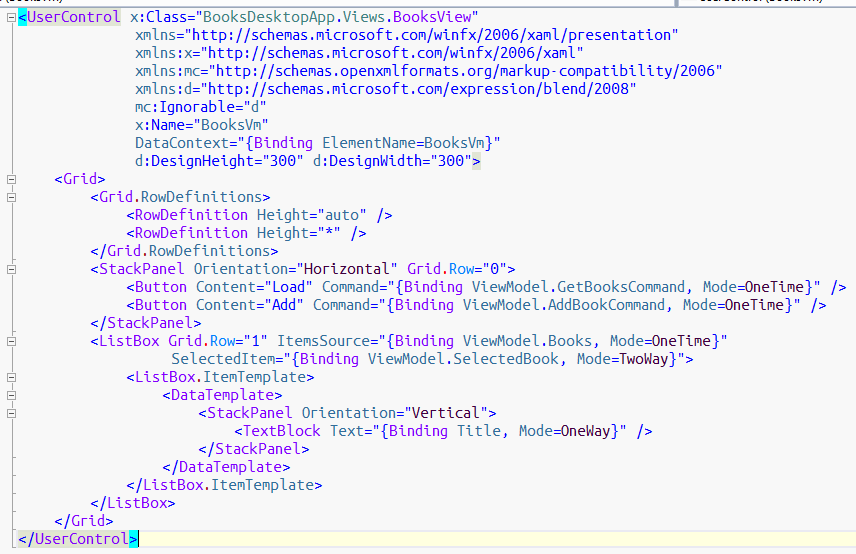 <UserControl x:Class="BooksDesktopApp.Views.BooksView"
             xmlns="http://schemas.microsoft.com/winfx/2006/xaml/presentation"
             xmlns:x="http://schemas.microsoft.com/winfx/2006/xaml"
             xmlns:mc="http://schemas.openxmlformats.org/markup-compatibility/2006"
             xmlns:d="http://schemas.microsoft.com/expression/blend/2008"
             mc:Ignorable="d"
             x:Name="BooksVm"
             DataContext="{Binding ElementName=BooksVm}"
             d:DesignHeight="300" d:DesignWidth="300">
    <Grid>
        <Grid.RowDefinitions>
            <RowDefinition Height="auto" />
            <RowDefinition Height="*" />
        </Grid.RowDefinitions>
        <StackPanel Orientation="Horizontal" Grid.Row="0">
            <Button Content="Load" Command="{Binding ViewModel.GetBooksCommand, Mode=OneTime}" />
            <Button Content="Add" Command="{Binding ViewModel.AddBookCommand, Mode=OneTime}" />
        </StackPanel>
        <ListBox Grid.Row="1" ItemsSource="{Binding ViewModel.Books, Mode=OneTime}"
                 SelectedItem="{Binding ViewModel.SelectedBook, Mode=TwoWay}">
            <ListBox.ItemTemplate>
                <DataTemplate>
                    <StackPanel Orientation="Vertical">
                        <TextBlock Text="{Binding Title, Mode=OneWay}" />
                    </StackPanel>
                </DataTemplate>
            </ListBox.ItemTemplate>
        </ListBox>
    </Grid>
</UserControl>